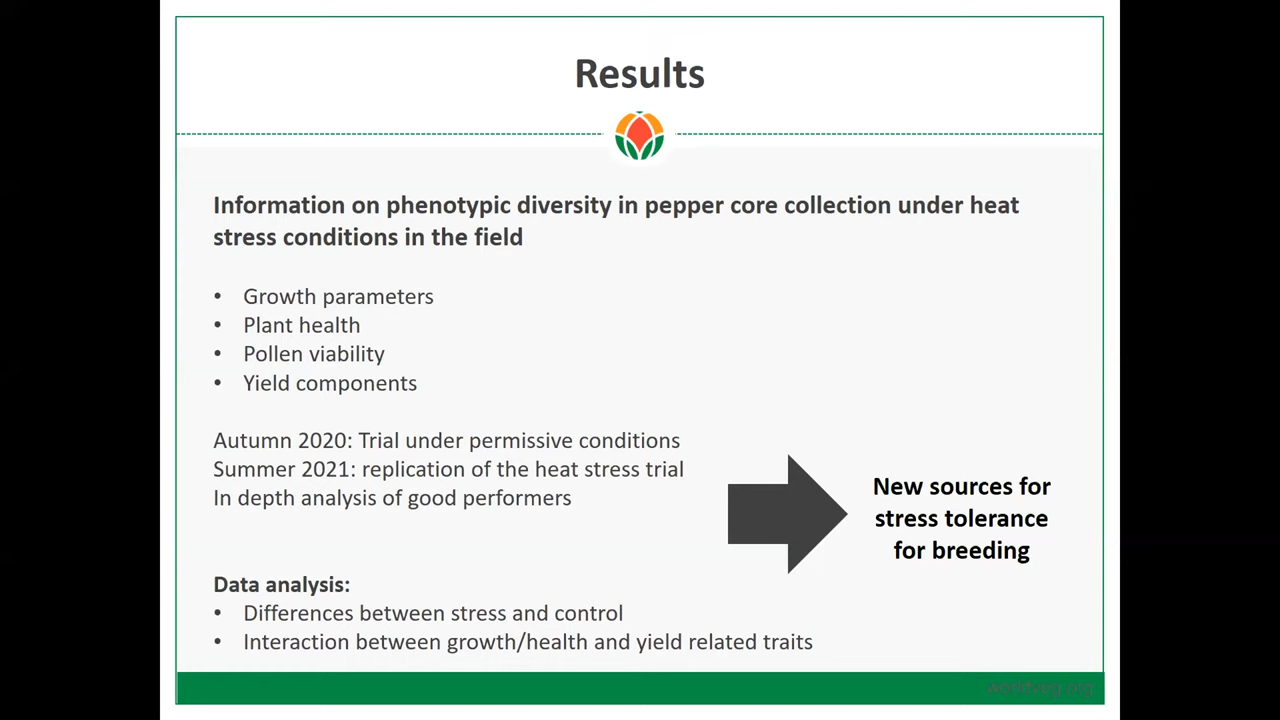 Results
Information on phenotypic diversity in pepper core collection under heat
stress conditions in the field
• Growth parameters
• Plant health
• Pollen viability
• Yield components
Autumn 2020: Trial under permissive conditions
Summer 2021: replication of the heat stress trial
In depth analysis of good performers
New sources for
stress tolerance
for breeding
Data analysis:
• Differences between stress and control
• Interaction between growth/health and yield related traits
worldveg.org